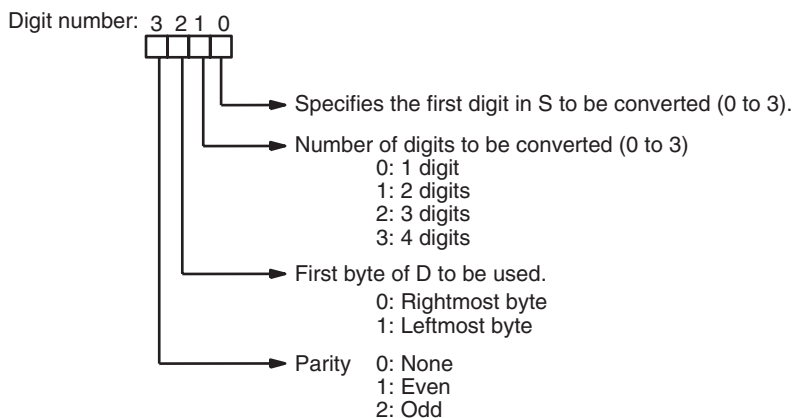 Digit number: 3 2 1 0
Specifies the first digit in S to be converted (0 to 3).
Number of digits to be converted (0 to 3)
0: 1 digit
1: 2 digits
2: 3 digits
3: 4 digits
First byte of D to be used.
0: Rightmost byte
1: Leftmost byte
Parity 0: None
1: Even
2: Odd